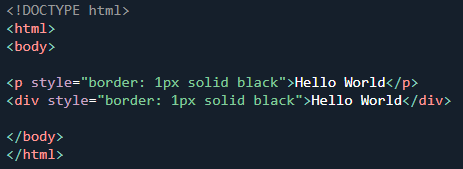 <!DOCTYPE html>
<html>
<body>
<p style="border: 1px solid black">Hello World</p>
<div style="border: 1px solid black">Hello World</div>
</body>
</html>